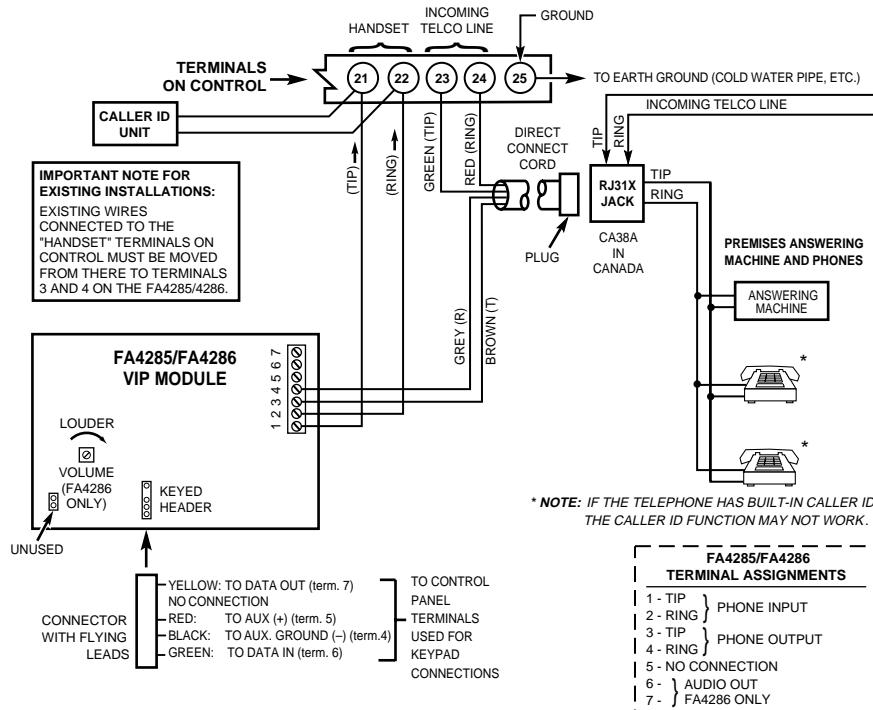 HANDSET
INCOMING
TELCO LINE
GROUND
TERMINALS
ON CONTROL
21 22 23 24 25
TO EARTH GROUND (COLD WATER PIPE, ETC.)
INCOMING TELCO LINE
CALLER ID
UNIT
(TIP)
(RING)
GREEN (TIP)
RED (RING)
DIRECT
CONNECT
CORD
TIP
RING
RJ31X
JACK
TIP
RING
CA38A
IN
CANADA
PLUG
IMPORTANT NOTE FOR
EXISTING INSTALLATIONS:
EXISTING WIRES
CONNECTED TO THE
"HANDSET" TERMINALS ON
CONTROL MUST BE MOVED
FROM THERE TO TERMINALS
3 AND 4 ON THE FA4285/4286.
GREY (R)
BROWN (T)
PREMISES ANSWERING
MACHINE AND PHONES
ANSWERING
MACHINE
*
*
FA4285/FA4286
VIP MODULE
1 2 3 4 5 6 7
LOUDER
VOLUME
(FA4286
ONLY)
KEYED
HEADER
UNUSED
* NOTE: IF THE TELEPHONE HAS BUILT-IN CALLER ID
THE CALLER ID FUNCTION MAY NOT WORK.
CONNECTOR
WITH FLYING
LEADS
YELLOW: TO DATA OUT (term. 7)
NO CONNECTION
RED: TO AUX (+) (term. 5)
BLACK: TO AUX. GROUND (–) (term.4)
GREEN: TO DATA IN (term. 6)
TO CONTROL
PANEL
TERMINALS
USED FOR
KEYPAD
CONNECTIONS
FA4285/FA4286
TERMINAL ASSIGNMENTS
1 - TIP
2 - RING
PHONE INPUT
3 - TIP
4 - RING
PHONE OUTPUT
5 - NO CONNECTION
6 - AUDIO OUT
7 - FA4286 ONLY